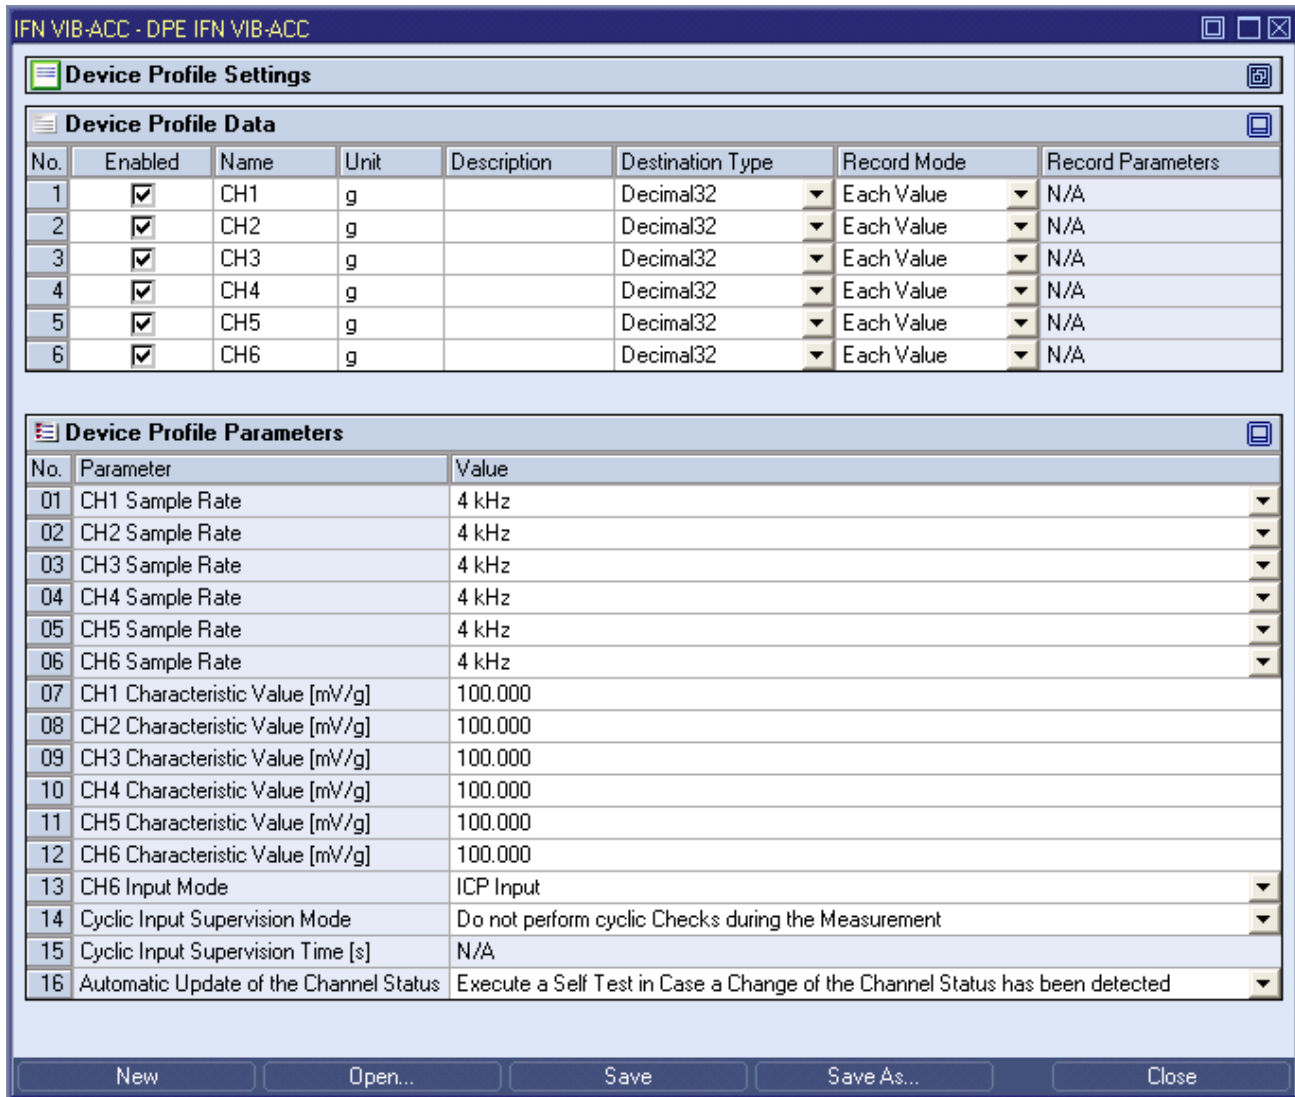 IFN VIB-ACC - DPE IFN VIB-ACC
Device Profile Settings
Device Profile Data
No. Enabled Name Unit Description Destination Type Record Mode Record Parameters
1 CH1 g Decimal32 Each Value N/A
2 CH2 g Decimal32 Each Value N/A
3 CH3 g Decimal32 Each Value N/A
4 CH4 g Decimal32 Each Value N/A
5 CH5 g Decimal32 Each Value N/A
6 CH6 g Decimal32 Each Value N/A
Device Profile Parameters
No. Parameter Value
01 CH1 Sample Rate 4 kHz
02 CH2 Sample Rate 4 kHz
03 CH3 Sample Rate 4 kHz
04 CH4 Sample Rate 4 kHz
05 CH5 Sample Rate 4 kHz
06 CH6 Sample Rate 4 kHz
07 CH1 Characteristic Value [mV/g] 100.000
08 CH2 Characteristic Value [mV/g] 100.000
09 CH3 Characteristic Value [mV/g] 100.000
10 CH4 Characteristic Value [mV/g] 100.000
11 CH5 Characteristic Value [mV/g] 100.000
12 CH6 Characteristic Value [mV/g] 100.000
13 CH6 Input Mode ICP Input
14 Cyclic Input Supervision Mode Do not perform cyclic Checks during the Measurement
15 Cyclic Input Supervision Time [s] N/A
16 Automatic Update of the Channel Status Execute a Self Test in Case a Change of the Channel Status has been detected
New Open... Save Save As... Close